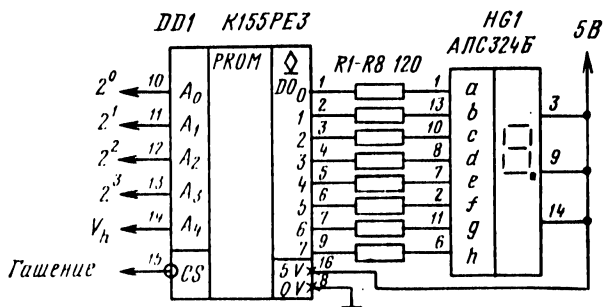 DD1 К155РЕ3 HG1
R1-R8 120 АЛС324Б 5В
PROM
2⁰ 10 A₀ DO₀ 1 1 a
2¹ 11 A₁ 1 2 13 b 3
2² 12 A₂ 2 3 10 c
2³ 13 A₃ 3 4 8 d
Vₕ 14 A₄ 4 5 7 e 9
5 6 2 f
6 7 11 g 14
7 9 6 h
Гашение 15 CS 5V 16
0V 8